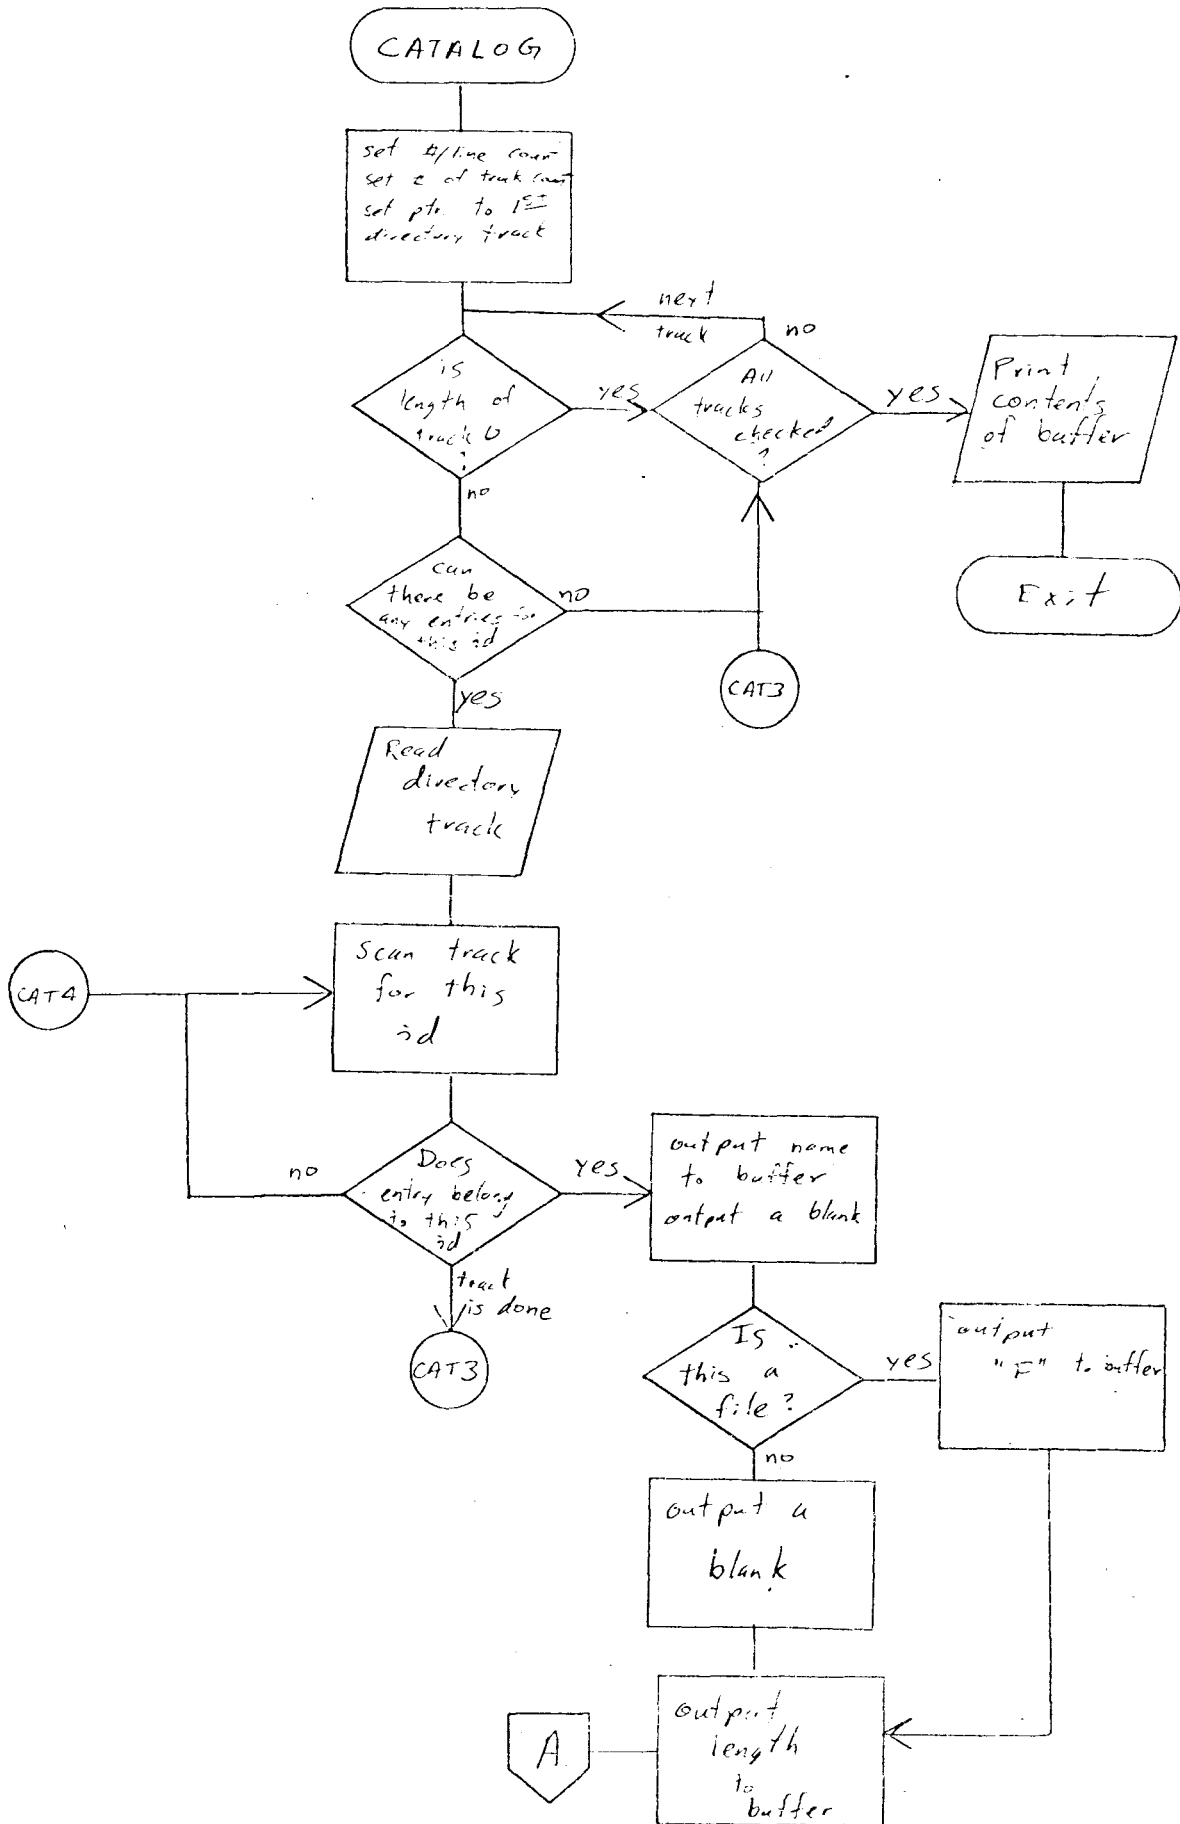 CATALOG
set #/line count
set # of track count
set ptr. to 1st
directory track
next
track
no
is
length of
track 0
?
yes
All
tracks
checked
?
yes
Print
contents
of buffer
no
can
there be
any entries for
this id
no
Exit
CAT3
yes
Read
directory
track
CAT4
Scan track
for this
id
no
Does
entry belong
to this
id
yes
output name
to buffer
output a blank
track
is done
CAT3
Is
this a
file?
yes
output
"F" to buffer
no
output a
blank
A
output
length
to
buffer